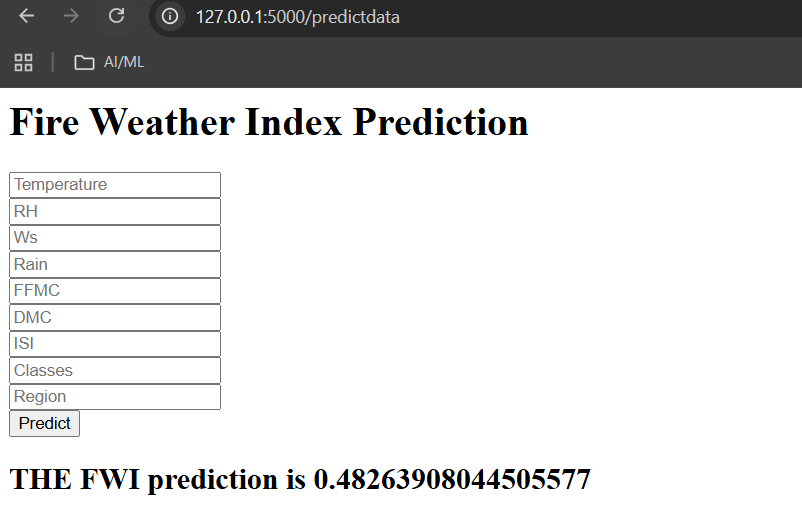 127.0.0.1:5000/predictdata
AI/ML
Fire Weather Index Prediction
Temperature
RH
Ws
Rain
FFMC
DMC
ISI
Classes
Region
Predict
THE FWI prediction is 0.48263908044505577